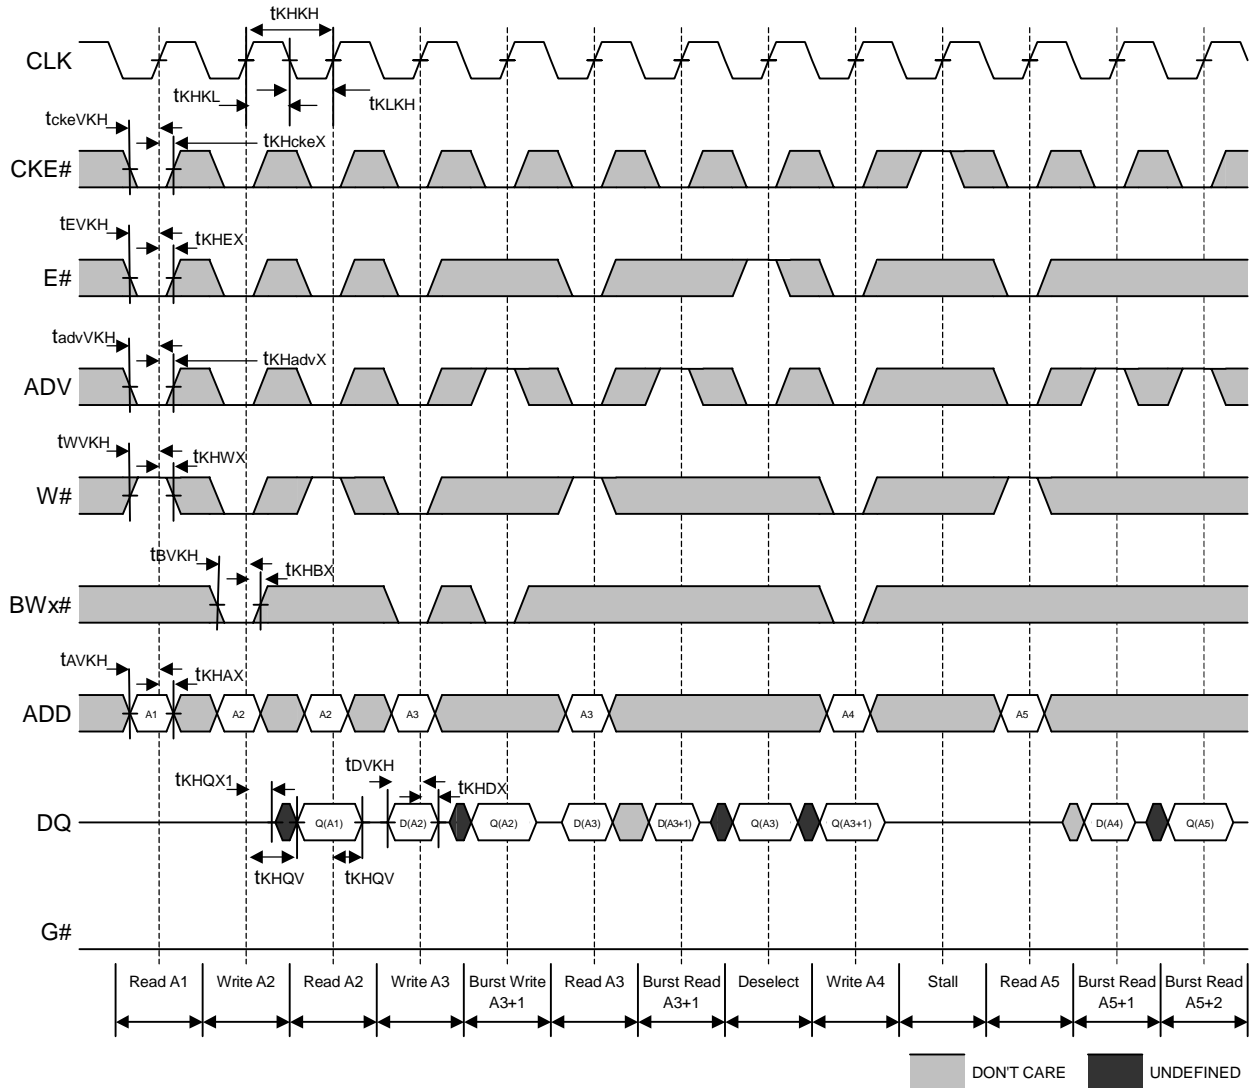 tKHKH
CLK
tKHKL
tKLKH
tckeVKH
tKHckeX
CKE#
tEVKH
tKHEX
E#
tadvVKH
tKHadvX
ADV
tWVKH
tKHWX
W#
tBVKH
tKHBX
BWx#
tAVKH
tKHAX
ADD
A1
A2
A2
A3
A3
A4
A5
tKHQX1
tDVKH
tKHDX
DQ
Q(A1)
D(A2)
Q(A2)
D(A3)
D(A3+1)
Q(A3)
Q(A3+1)
D(A4)
Q(A5)
tKHQV
tKHQV
G#
Read A1
Write A2
Read A2
Write A3
Burst Write
A3+1
Read A3
Burst Read
A3+1
Deselect
Write A4
Stall
Read A5
Burst Read
A5+1
Burst Read
A5+2
DON'T CARE
UNDEFINED